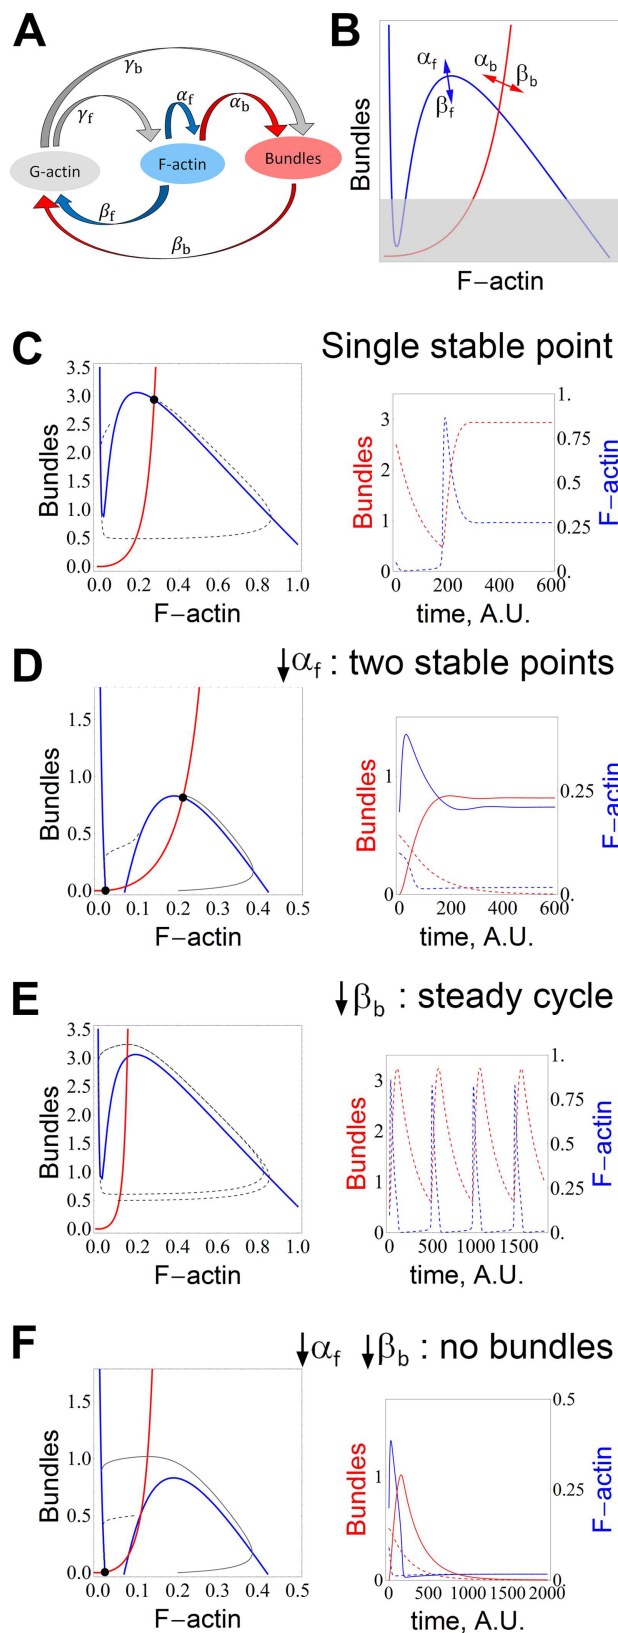 A
γb
γf
αf
αb
G-actin
F-actin
Bundles
βf
βb
B
αf
αb
βf
βb
Bundles
F−actin
C
Single stable point
3.5
3.0
2.5
2.0
1.5
1.0
0.5
0.0
0.0 0.2 0.4 0.6 0.8 1.0
Bundles
F−actin
3
2
1
0
1.
0.75
0.5
0.25
0.
0 200 400 600
Bundles
F−actin
time, A.U.
D
↓αf : two stable points
1.5
1.0
0.5
0.0
0.0 0.1 0.2 0.3 0.4 0.5
Bundles
F−actin
1
0
0.25
0.
0 200 400 600
Bundles
F−actin
time, A.U.
E
↓βb : steady cycle
3.5
3.0
2.5
2.0
1.5
1.0
0.5
0.0
0.0 0.2 0.4 0.6 0.8 1.0
Bundles
F−actin
3
2
1
0
1.
0.75
0.5
0.25
0.
0 500 1000 1500
Bundles
F−actin
time, A.U.
F
↓αf ↓βb : no bundles
1.5
1.0
0.5
0.0
0.0 0.1 0.2 0.3 0.4 0.5
Bundles
F−actin
1
0
0.5
0.25
0.
0 500 1000 1500 2000
Bundles
F−actin
time, A.U.